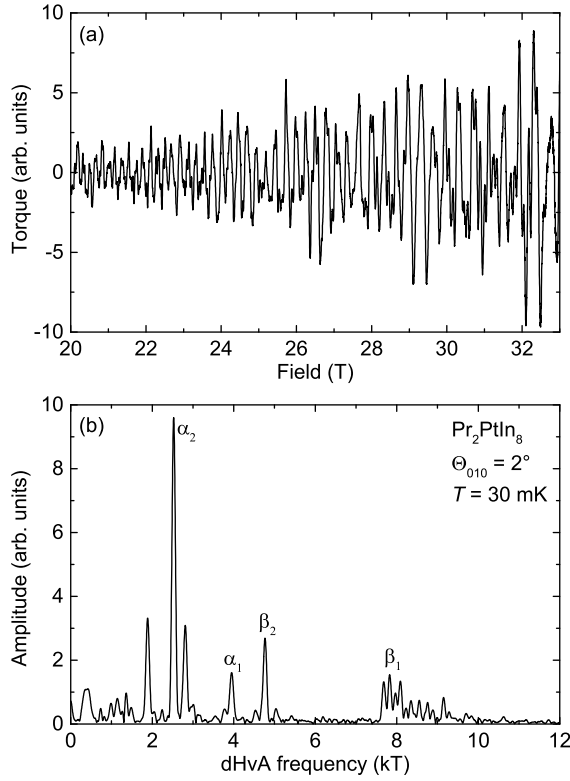 (a)
10
5
0
-5
-10
Torque (arb. units)
20 22 24 26 28 30 32
Field (T)
(b)
Pr₂PtIn₈
Θ₀₁₀ = 2°
T = 30 mK
10
8
6
4
2
0
Amplitude (arb. units)
α₂
α₁
β₂
β₁
0 2 4 6 8 10 12
dHvA frequency (kT)